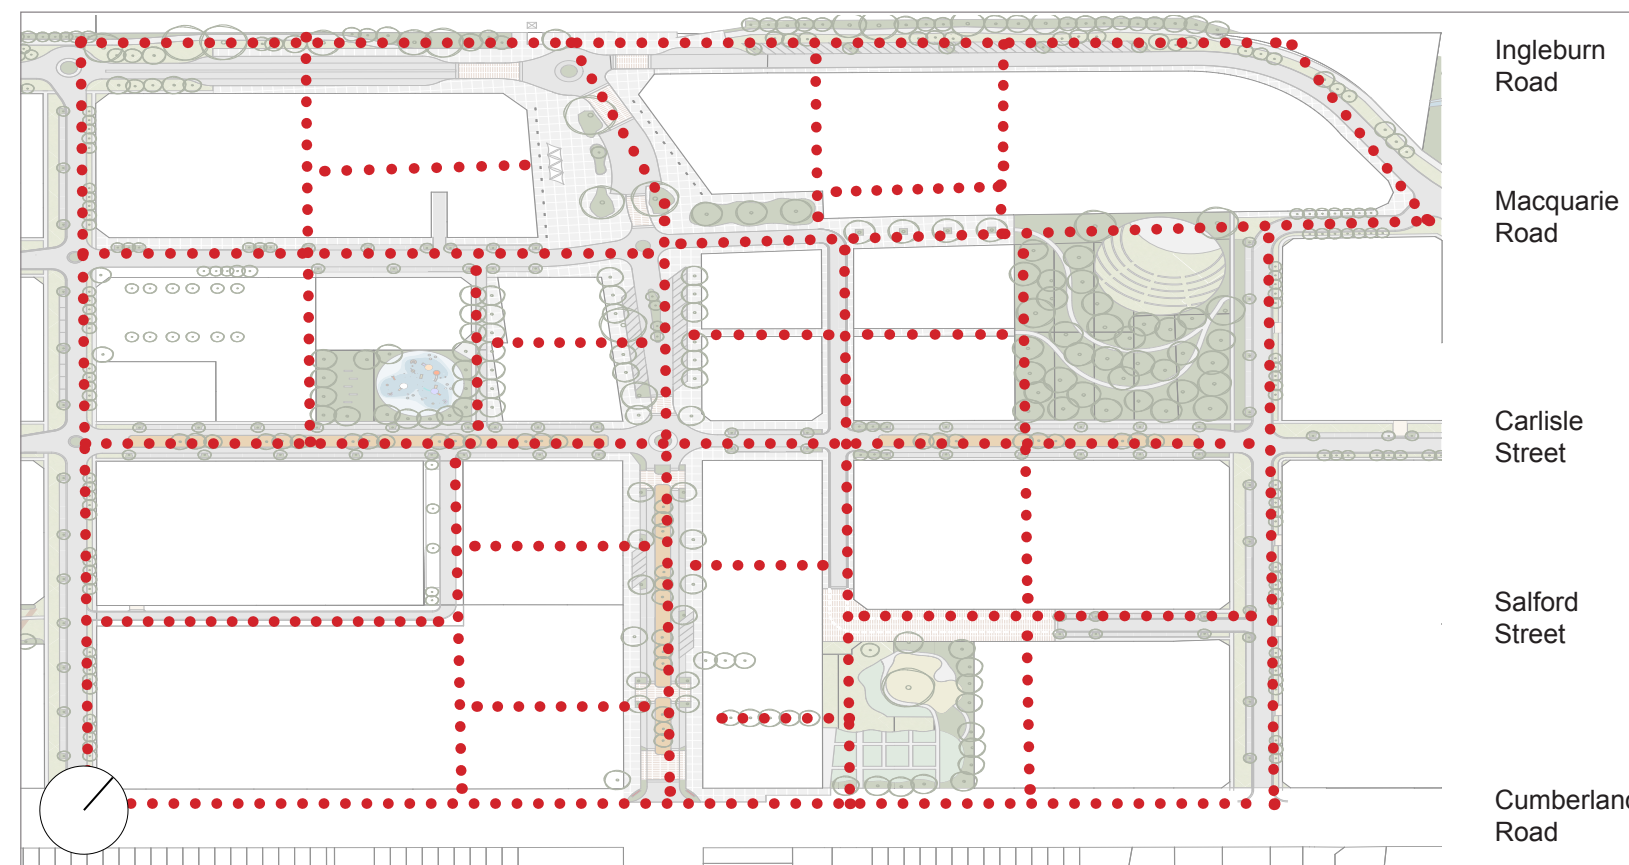 Ingleburn
Road
Macquarie
Road
Carlisle
Street
Salford
Street
Cumberland
Road